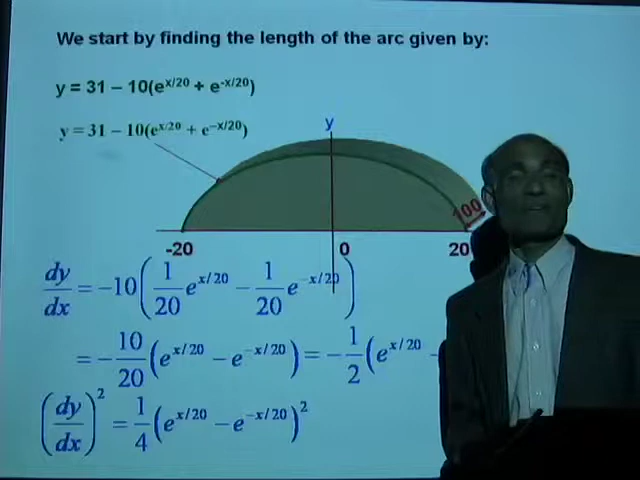 We start by finding the length of the arc given by:
y = 31 – 10(e^x/20 + e^-x/20)
y = 31 – 10(e^x/20 + e^–x/20)
y
100
-20 0 20
dy/dx = –10(1/20 e^x/20 – 1/20 e^–x/20)
= – 10/20 (e^x/20 – e^–x/20) = – 1/2 (e^x/20 -
(dy/dx)^2 = 1/4 (e^x/20 – e^–x/20)^2